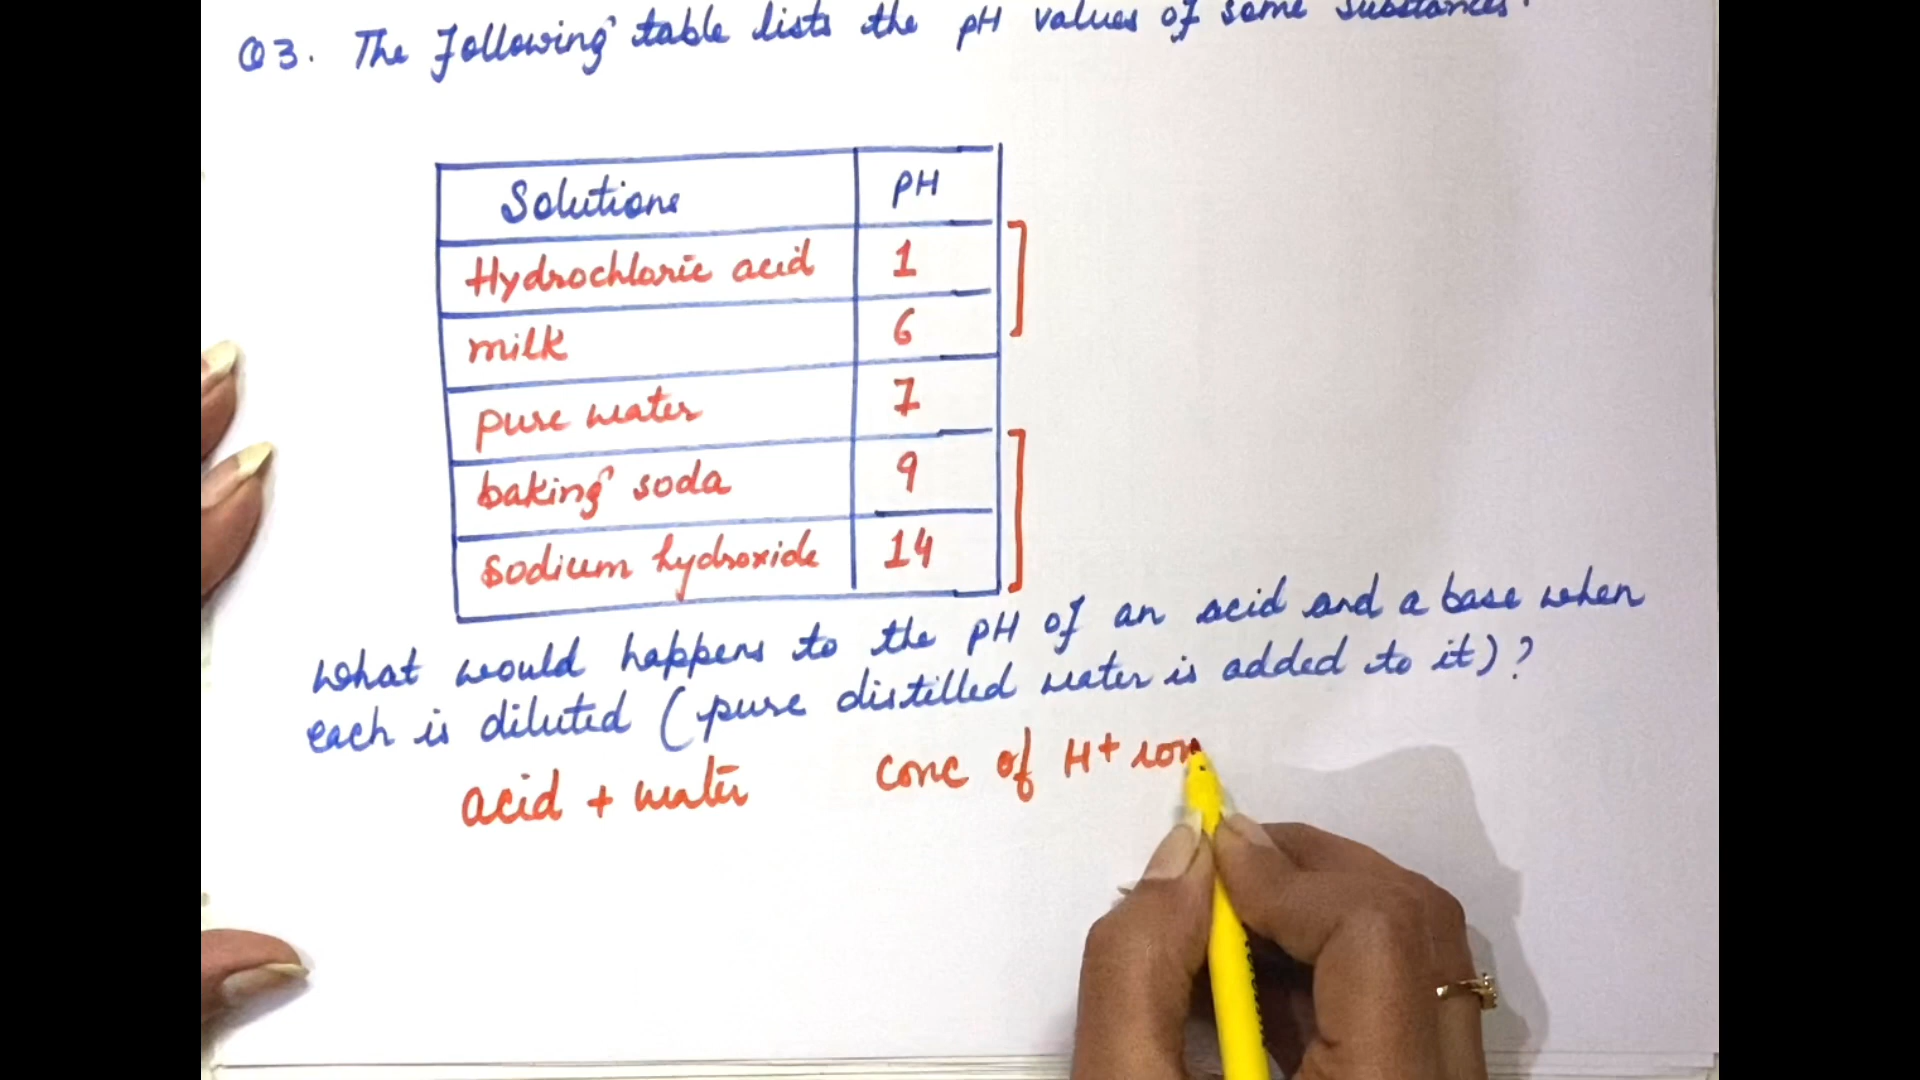 Q3. The following table lists the pH values of some substances.
Solutions pH
Hydrochloric acid 1
milk 6
pure water 7
baking soda 9
sodium hydroxide 14
What would happens to the pH of an acid and a base when
each is diluted (pure distilled water is added to it)?
acid + water conc of H+ ion